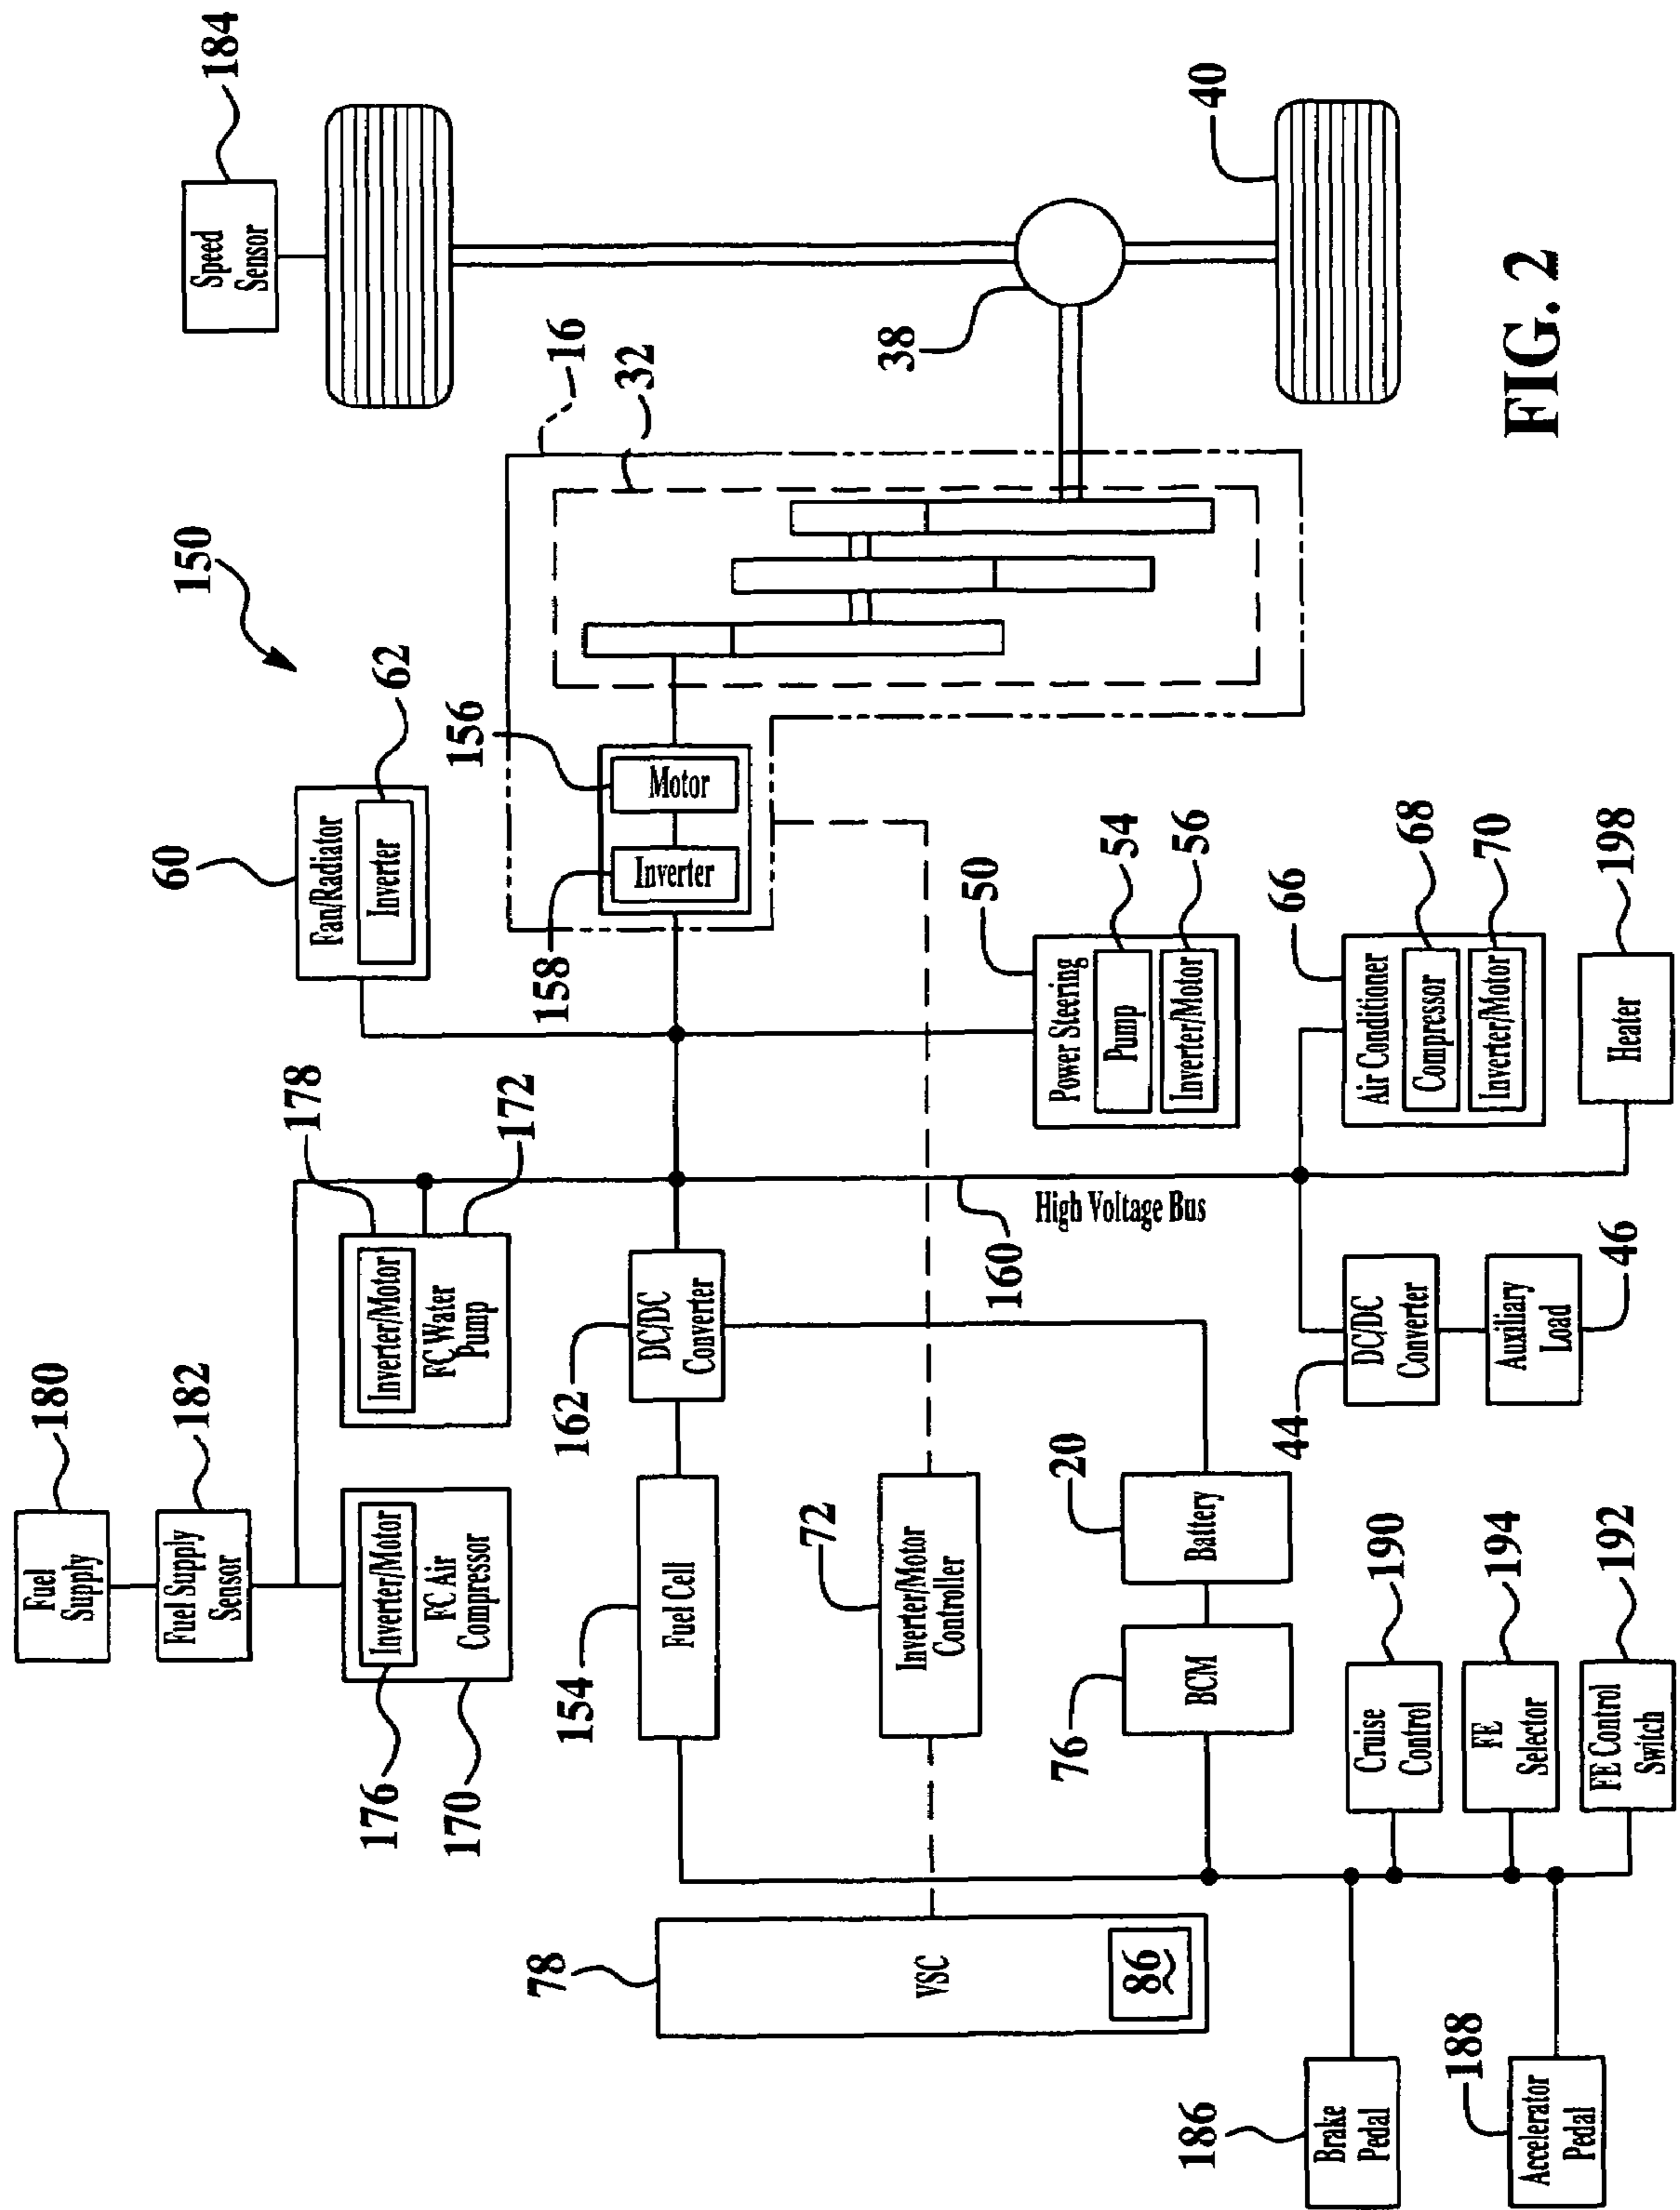 184
Speed
Sensor
40
38
16
32
FIG. 2
150
62
60
Fan/Radiator
Inverter
156
Motor
Inverter
158
50
Power Steering
Pump
Inverter/Motor
54
56
66
Air Conditioner
Compressor
Inverter/Motor
68
70
Heater
198
178
172
Inverter/Motor
FC Water
Pump
High Voltage Bus
160
162
DC/DC
Converter
44
DC/DC
Converter
Auxiliary
Load
46
180
Fuel
Supply
182
Fuel Supply
Sensor
Inverter/Motor
FC Air
Compressor
176
170
154
Fuel Cell
72
Inverter/Motor
Controller
20
Battery
76
BCM
190
Cruise
Control
194
FE
Selector
192
FE Control
Switch
78
VSC
86
186
Brake
Pedal
188
Accelerator
Pedal